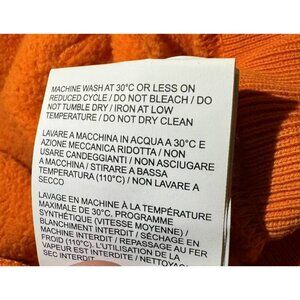 MACHINE WASH AT 30°C OR LESS ON
REDUCED CYCLE / DO NOT BLEACH / DO
NOT TUMBLE DRY / IRON AT LOW
TEMPERATURE / DO NOT DRY CLEAN
LAVARE A MACCHINA IN ACQUA A 30°C E
AZIONE MECCANICA RIDOTTA / NON
USARE CANDEGGIANTI / NON ASCIUGARE
A MACCHINA / STIRARE A BASSA
TEMPERATURA (110°C) / NON LAVARE A
SECCO
LAVAGE EN MACHINE À LA TEMPÉRATURE
MAXIMALE DE 30°C, PROGRAMME
SYNTHÉTIQUE (VITESSE MOYENNE) /
BLANCHIMENT INTERDIT / SÉCHAGE EN
MACHINE INTERDIT / REPASSAGE AU FER
FROID (110°C). L'UTILISATION DE LA
VAPEUR EST INTERDITE / NETTOYAGE
SEC INTERDIT